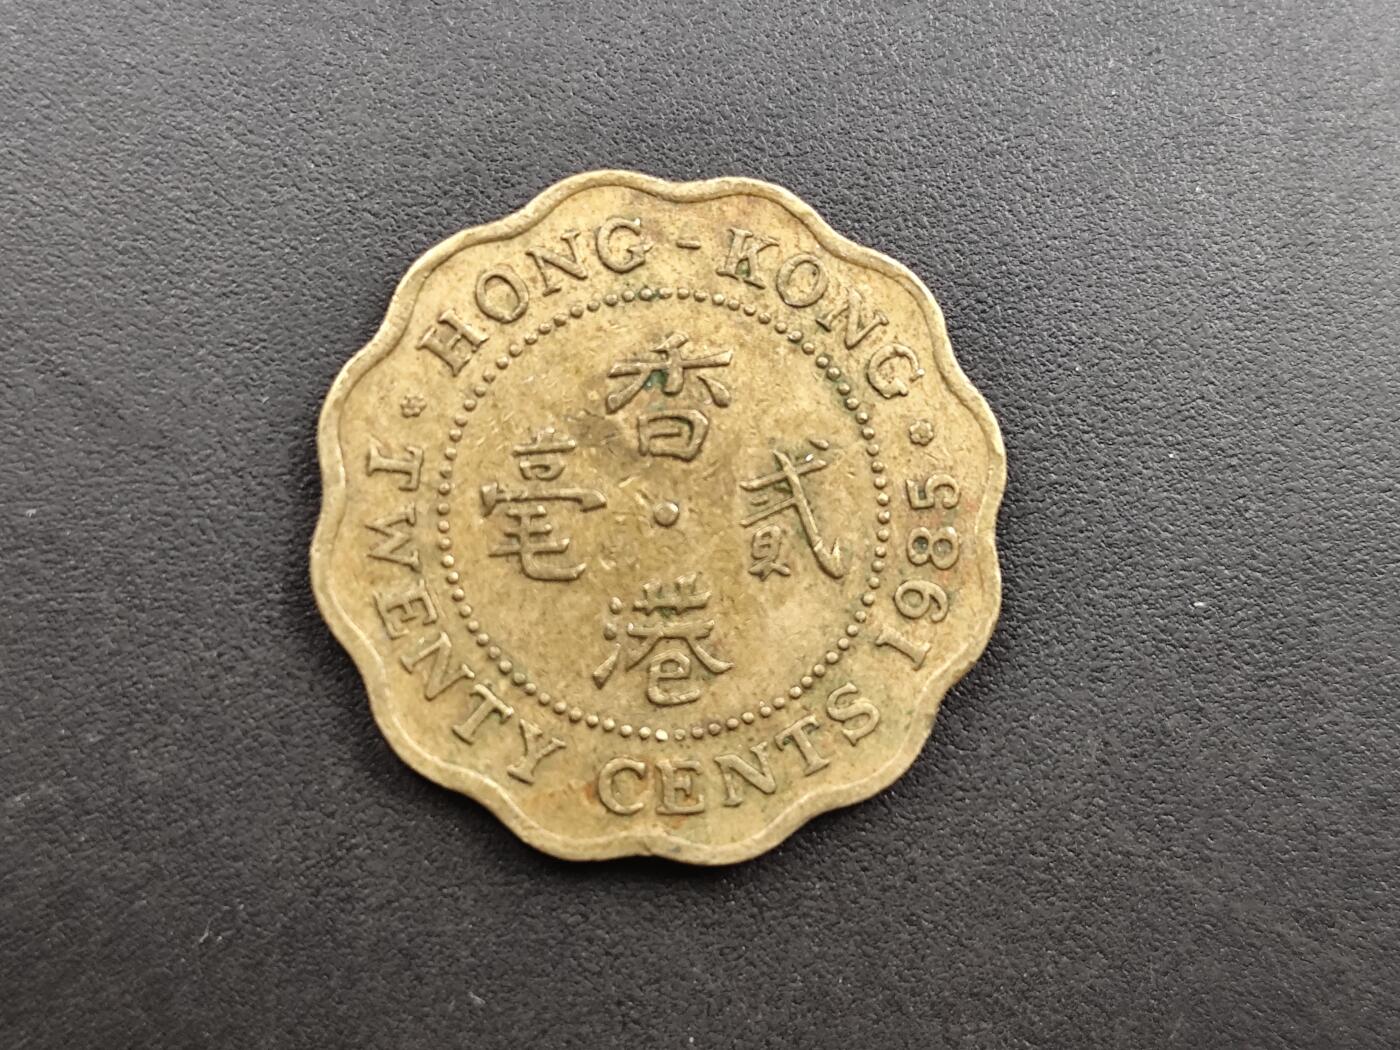 HONG-KONG
1985
TWENTY CENTS
香港
貳毫